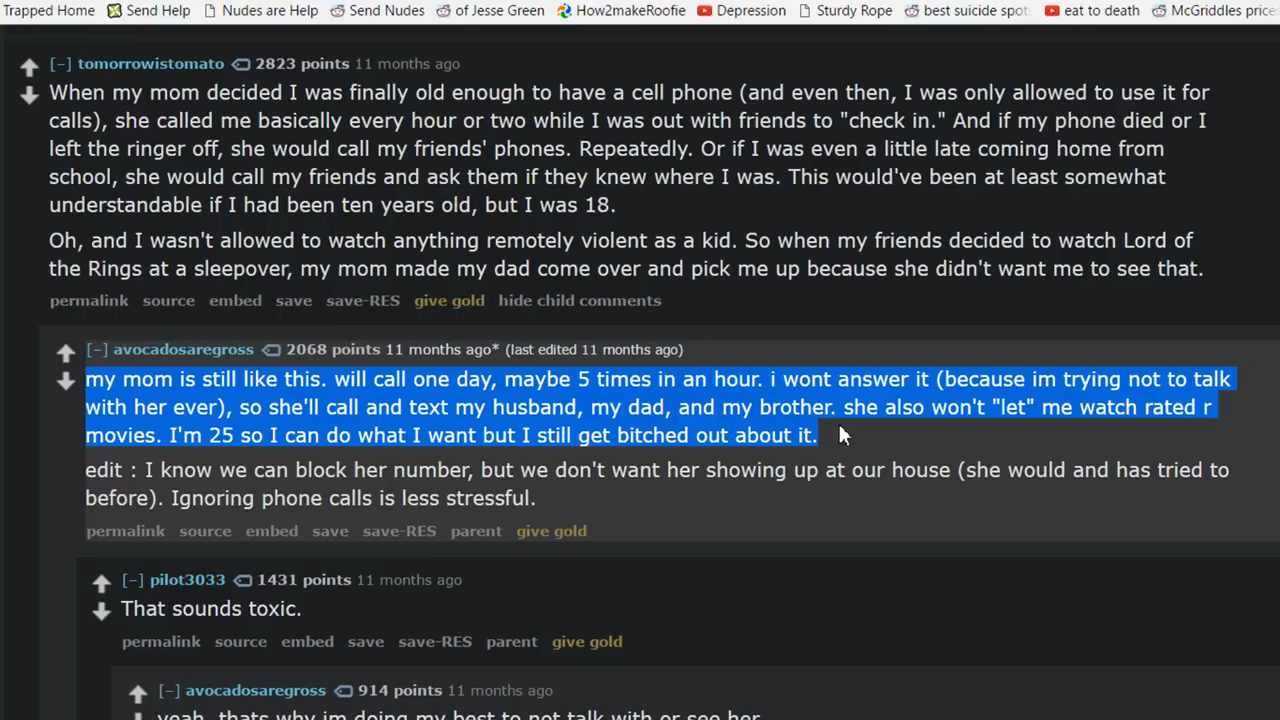 Trapped Home Send Help Nudes are Help Send Nudes of Jesse Green How2makeRoofie Depression Sturdy Rope best suicide spot eat to death McGriddles price
[–] tomorrowistomato 2823 points 11 months ago
When my mom decided I was finally old enough to have a cell phone (and even then, I was only allowed to use it for
calls), she called me basically every hour or two while I was out with friends to "check in." And if my phone died or I
left the ringer off, she would call my friends' phones. Repeatedly. Or if I was even a little late coming home from
school, she would call my friends and ask them if they knew where I was. This would've been at least somewhat
understandable if I had been ten years old, but I was 18.
Oh, and I wasn't allowed to watch anything remotely violent as a kid. So when my friends decided to watch Lord of
the Rings at a sleepover, my mom made my dad come over and pick me up because she didn't want me to see that.
permalink source embed save save-RES give gold hide child comments
[–] avocadosaregross 2068 points 11 months ago* (last edited 11 months ago)
my mom is still like this. will call one day, maybe 5 times in an hour. i wont answer it (because im trying not to talk
with her ever), so she'll call and text my husband, my dad, and my brother. she also won't "let" me watch rated r
movies. I'm 25 so I can do what I want but I still get bitched out about it.
edit : I know we can block her number, but we don't want her showing up at our house (she would and has tried to
before). Ignoring phone calls is less stressful.
permalink source embed save save-RES parent give gold
[–] pilot3033 1431 points 11 months ago
That sounds toxic.
permalink source embed save save-RES parent give gold
[–] avocadosaregross 914 points 11 months ago
yeah, thats why im doing my best to not talk with or see her